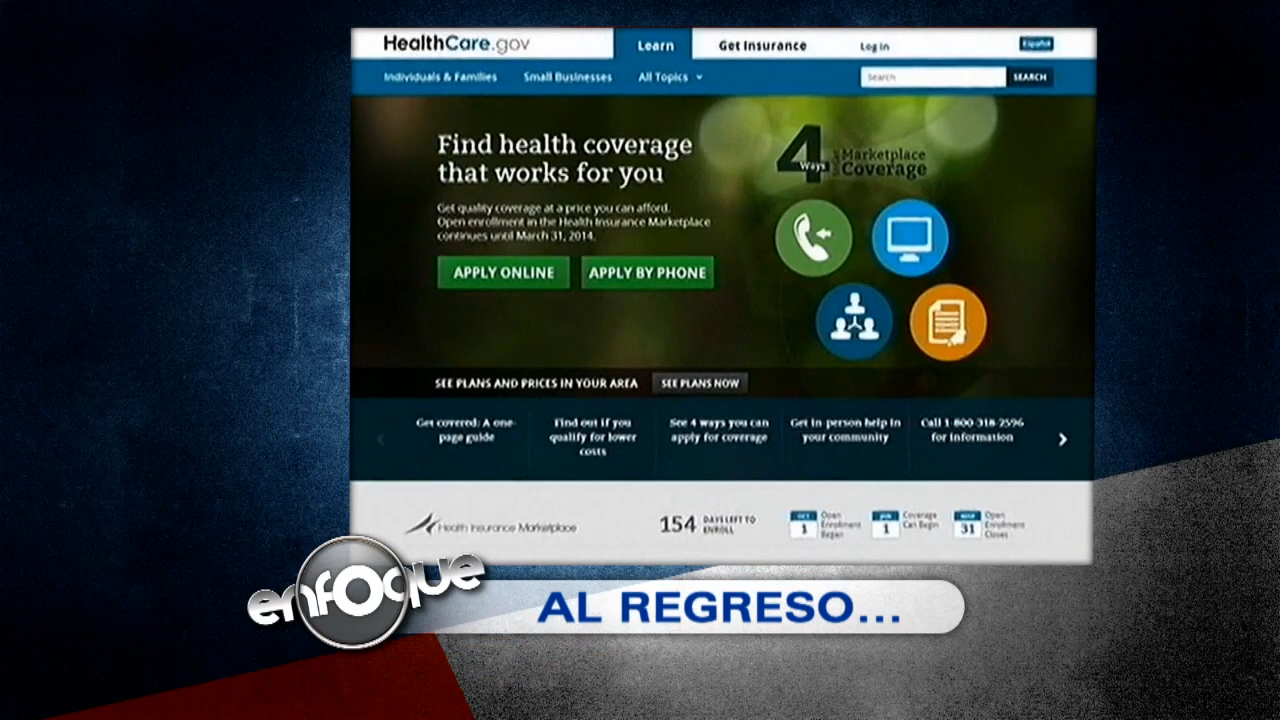 HealthCare.gov
Learn
Get Insurance
Log in
Español
Individuals & Families
Small Businesses
All Topics
Search
SEARCH
Find health coverage
that works for you
Get quality coverage at a price you can afford.
Open enrollment in the Health Insurance Marketplace
continues until March 31, 2014.
APPLY ONLINE
APPLY BY PHONE
4 Ways
Marketplace
Coverage
SEE PLANS AND PRICES IN YOUR AREA
SEE PLANS NOW
Get covered: A one-
page guide
Find out if you
qualify for lower
costs
See 4 ways you can
apply for coverage
Get in-person help in
your community
Call 1-800-318-2596
for information
Health Insurance Marketplace
154
DAYS LEFT TO
ENROLL
OCT
1
Open
Enrollment
Began
JAN
1
Coverage
Can Begin
MAR
31
Open
Enrollment
Closes
enfoque
AL REGRESO...